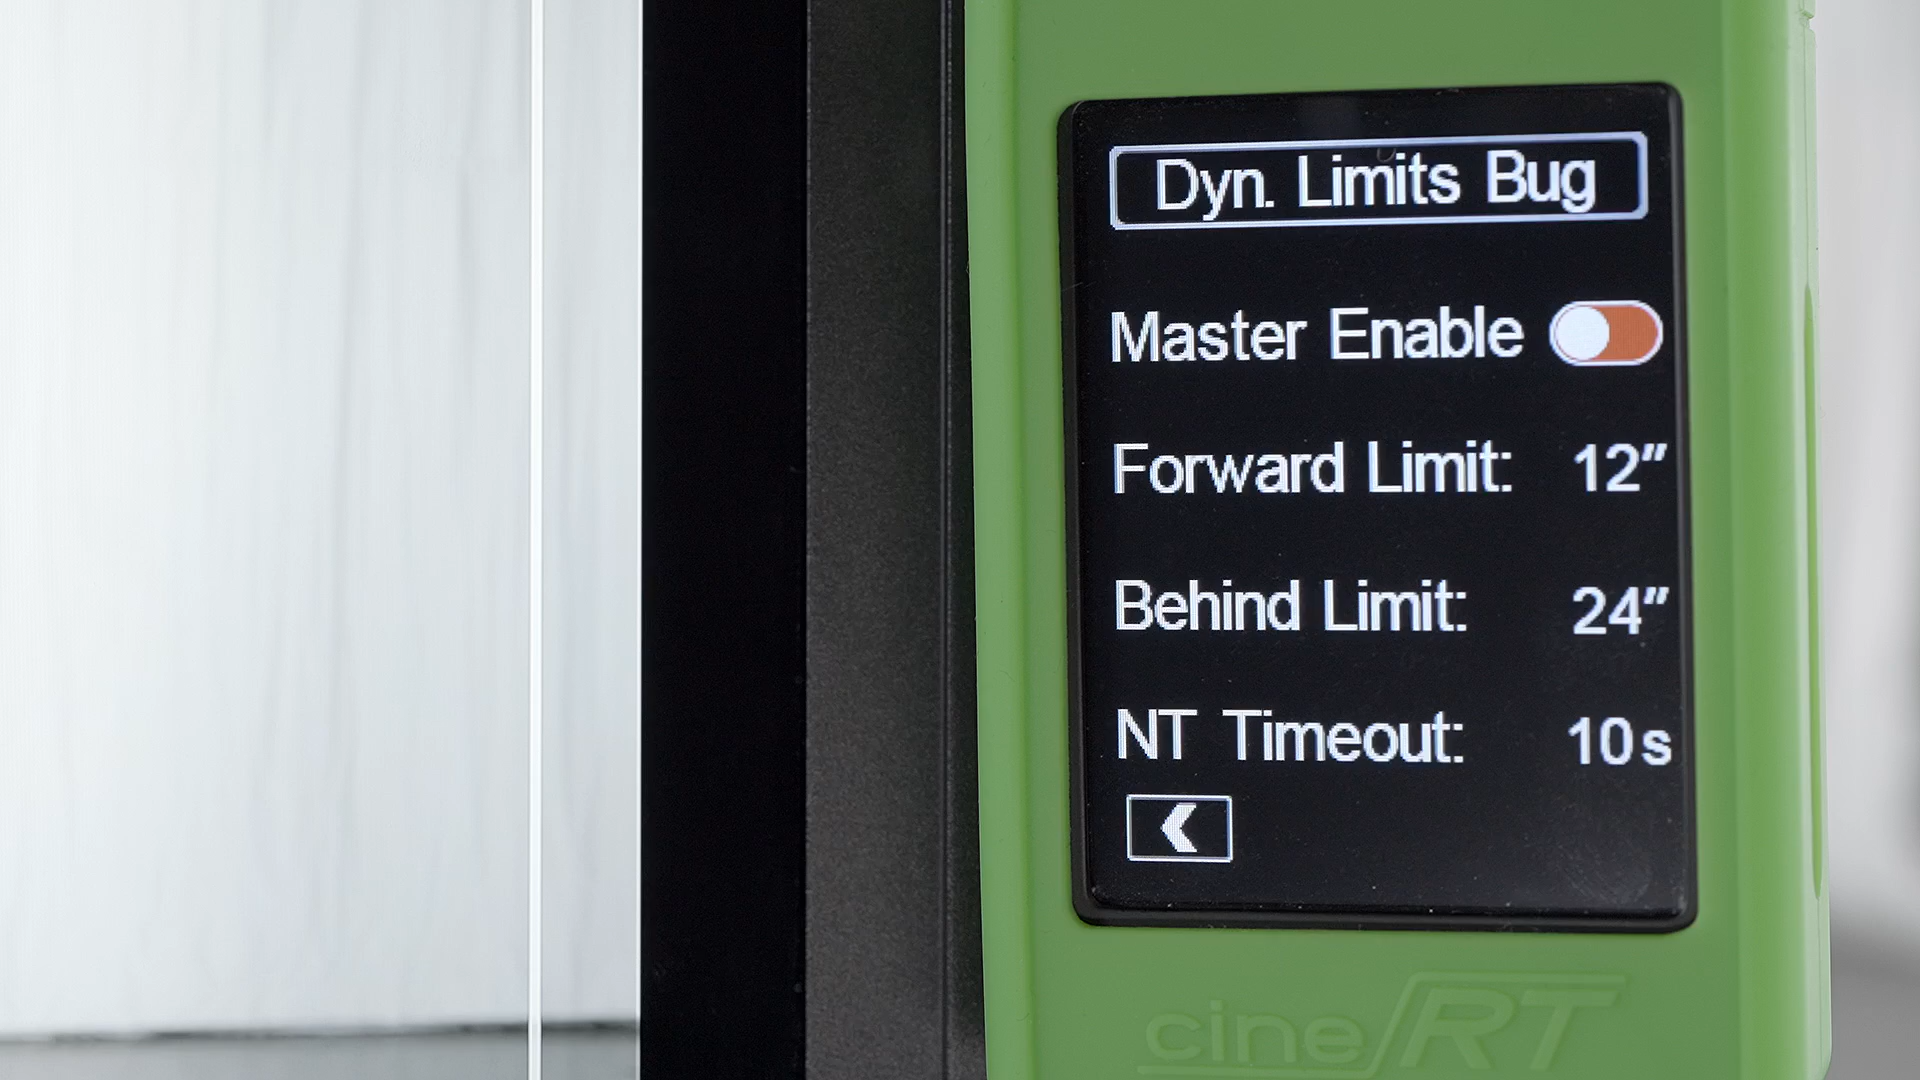 Dyn. Limits Bug
Master Enable
Forward Limit: 12"
Behind Limit: 24"
NT Timeout: 10s
cineRT